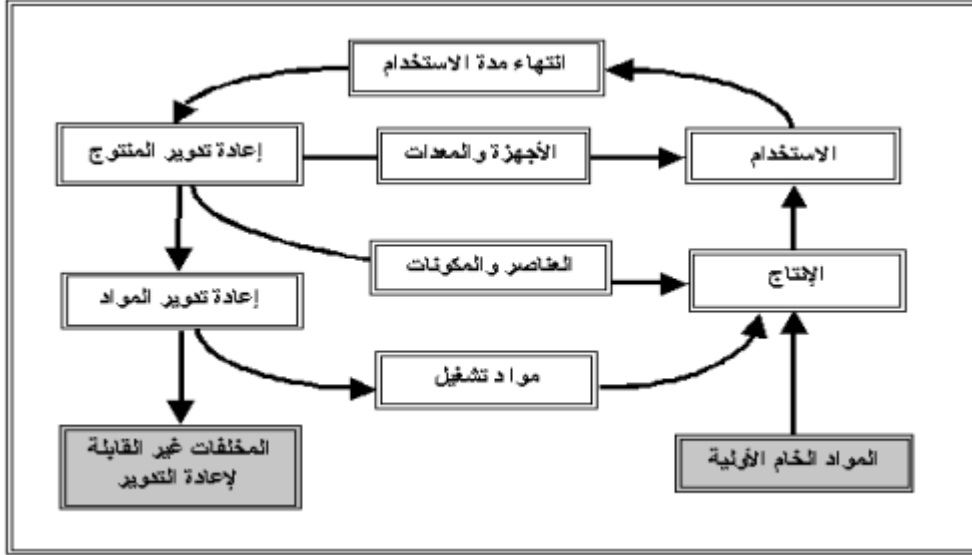 انتهاء مدة الاستخدام
الاستخدام
الأجهزة والمعدات
إعادة تدوير المنتوج
الإنتاج
العناصر والمكونات
إعادة تدوير المواد
مواد تشغيل
المواد الخام الأولية
المخلفات غير القابلة
لإعادة التدوير